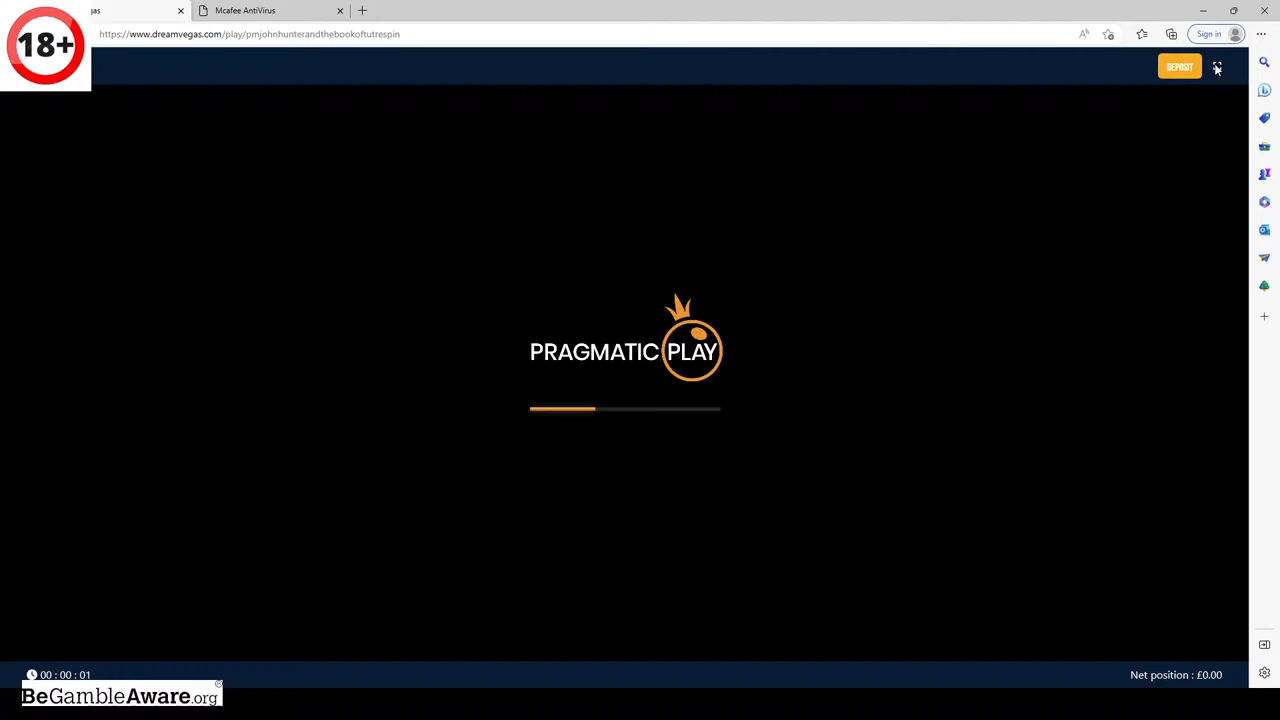 gas
Mcafee AntiVirus
https://www.dreamvegas.com/play/pmjohnhunterandthebookoftutrespin
Sign in
18+
DEPOSIT
PRAGMATIC PLAY
00 : 00 : 01
Net position : £0.00
BeGambleAware.org®